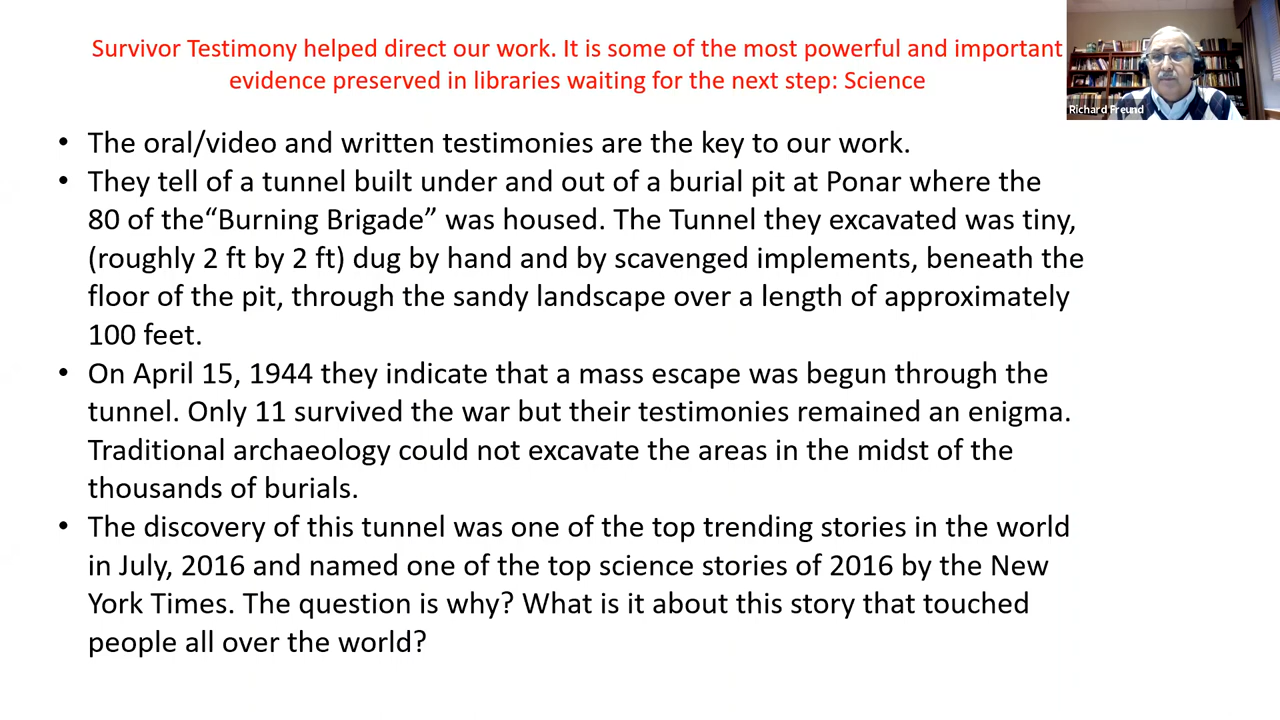 Survivor Testimony helped direct our work. It is some of the most powerful and important
evidence preserved in libraries waiting for the next step: Science
Richard Freund
• The oral/video and written testimonies are the key to our work.
• They tell of a tunnel built under and out of a burial pit at Ponar where the
80 of the“Burning Brigade” was housed. The Tunnel they excavated was tiny,
(roughly 2 ft by 2 ft) dug by hand and by scavenged implements, beneath the
floor of the pit, through the sandy landscape over a length of approximately
100 feet.
• On April 15, 1944 they indicate that a mass escape was begun through the
tunnel. Only 11 survived the war but their testimonies remained an enigma.
Traditional archaeology could not excavate the areas in the midst of the
thousands of burials.
• The discovery of this tunnel was one of the top trending stories in the world
in July, 2016 and named one of the top science stories of 2016 by the New
York Times. The question is why? What is it about this story that touched
people all over the world?